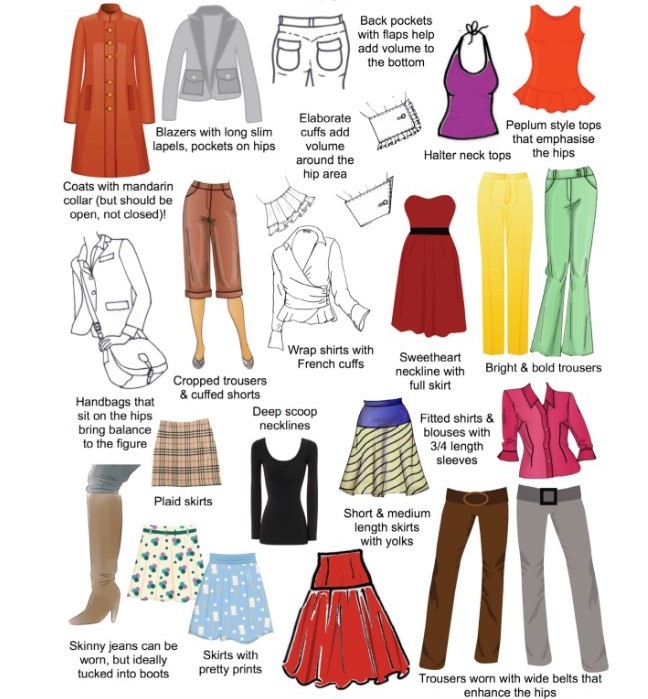 Back pockets
with flaps help
add volume to
the bottom
Blazers with long slim
lapels, pockets on hips
Elaborate
cuffs add
volume
around the
hip area
Halter neck tops
Peplum style tops
that emphasise
the hips
Coats with mandarin
collar (but should be
open, not closed)!
Wrap shirts with
French cuffs
Sweetheart
neckline with
full skirt
Bright & bold trousers
Cropped trousers
& cuffed shorts
Handbags that
sit on the hips
bring balance
to the figure
Deep scoop
necklines
Fitted shirts &
blouses with
3/4 length
sleeves
Plaid skirts
Short & medium
length skirts
with yolks
Skinny jeans can be
worn, but ideally
tucked into boots
Skirts with
pretty prints
Trousers worn with wide belts that
enhance the hips